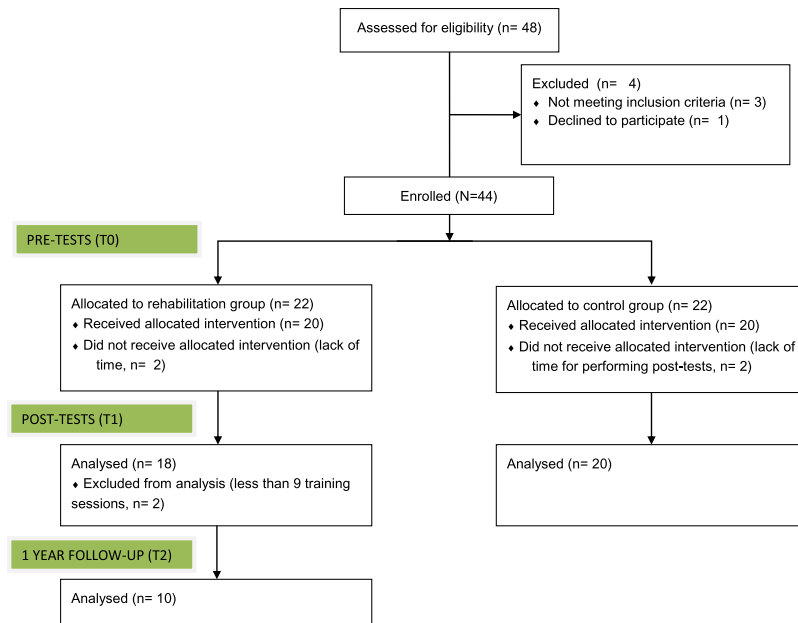 Assessed for eligibility (n= 48)
Excluded (n= 4)
♦ Not meeting inclusion criteria (n= 3)
♦ Declined to participate (n= 1)
Enrolled (N=44)
PRE-TESTS (T0)
Allocated to rehabilitation group (n= 22)
♦ Received allocated intervention (n= 20)
♦ Did not receive allocated intervention (lack of
time, n= 2)
Allocated to control group (n= 22)
♦ Received allocated intervention (n= 20)
♦ Did not receive allocated intervention (lack of
time for performing post-tests, n= 2)
POST-TESTS (T1)
Analysed (n= 18)
♦ Excluded from analysis (less than 9 training
sessions, n= 2)
Analysed (n= 20)
1 YEAR FOLLOW-UP (T2)
Analysed (n= 10)